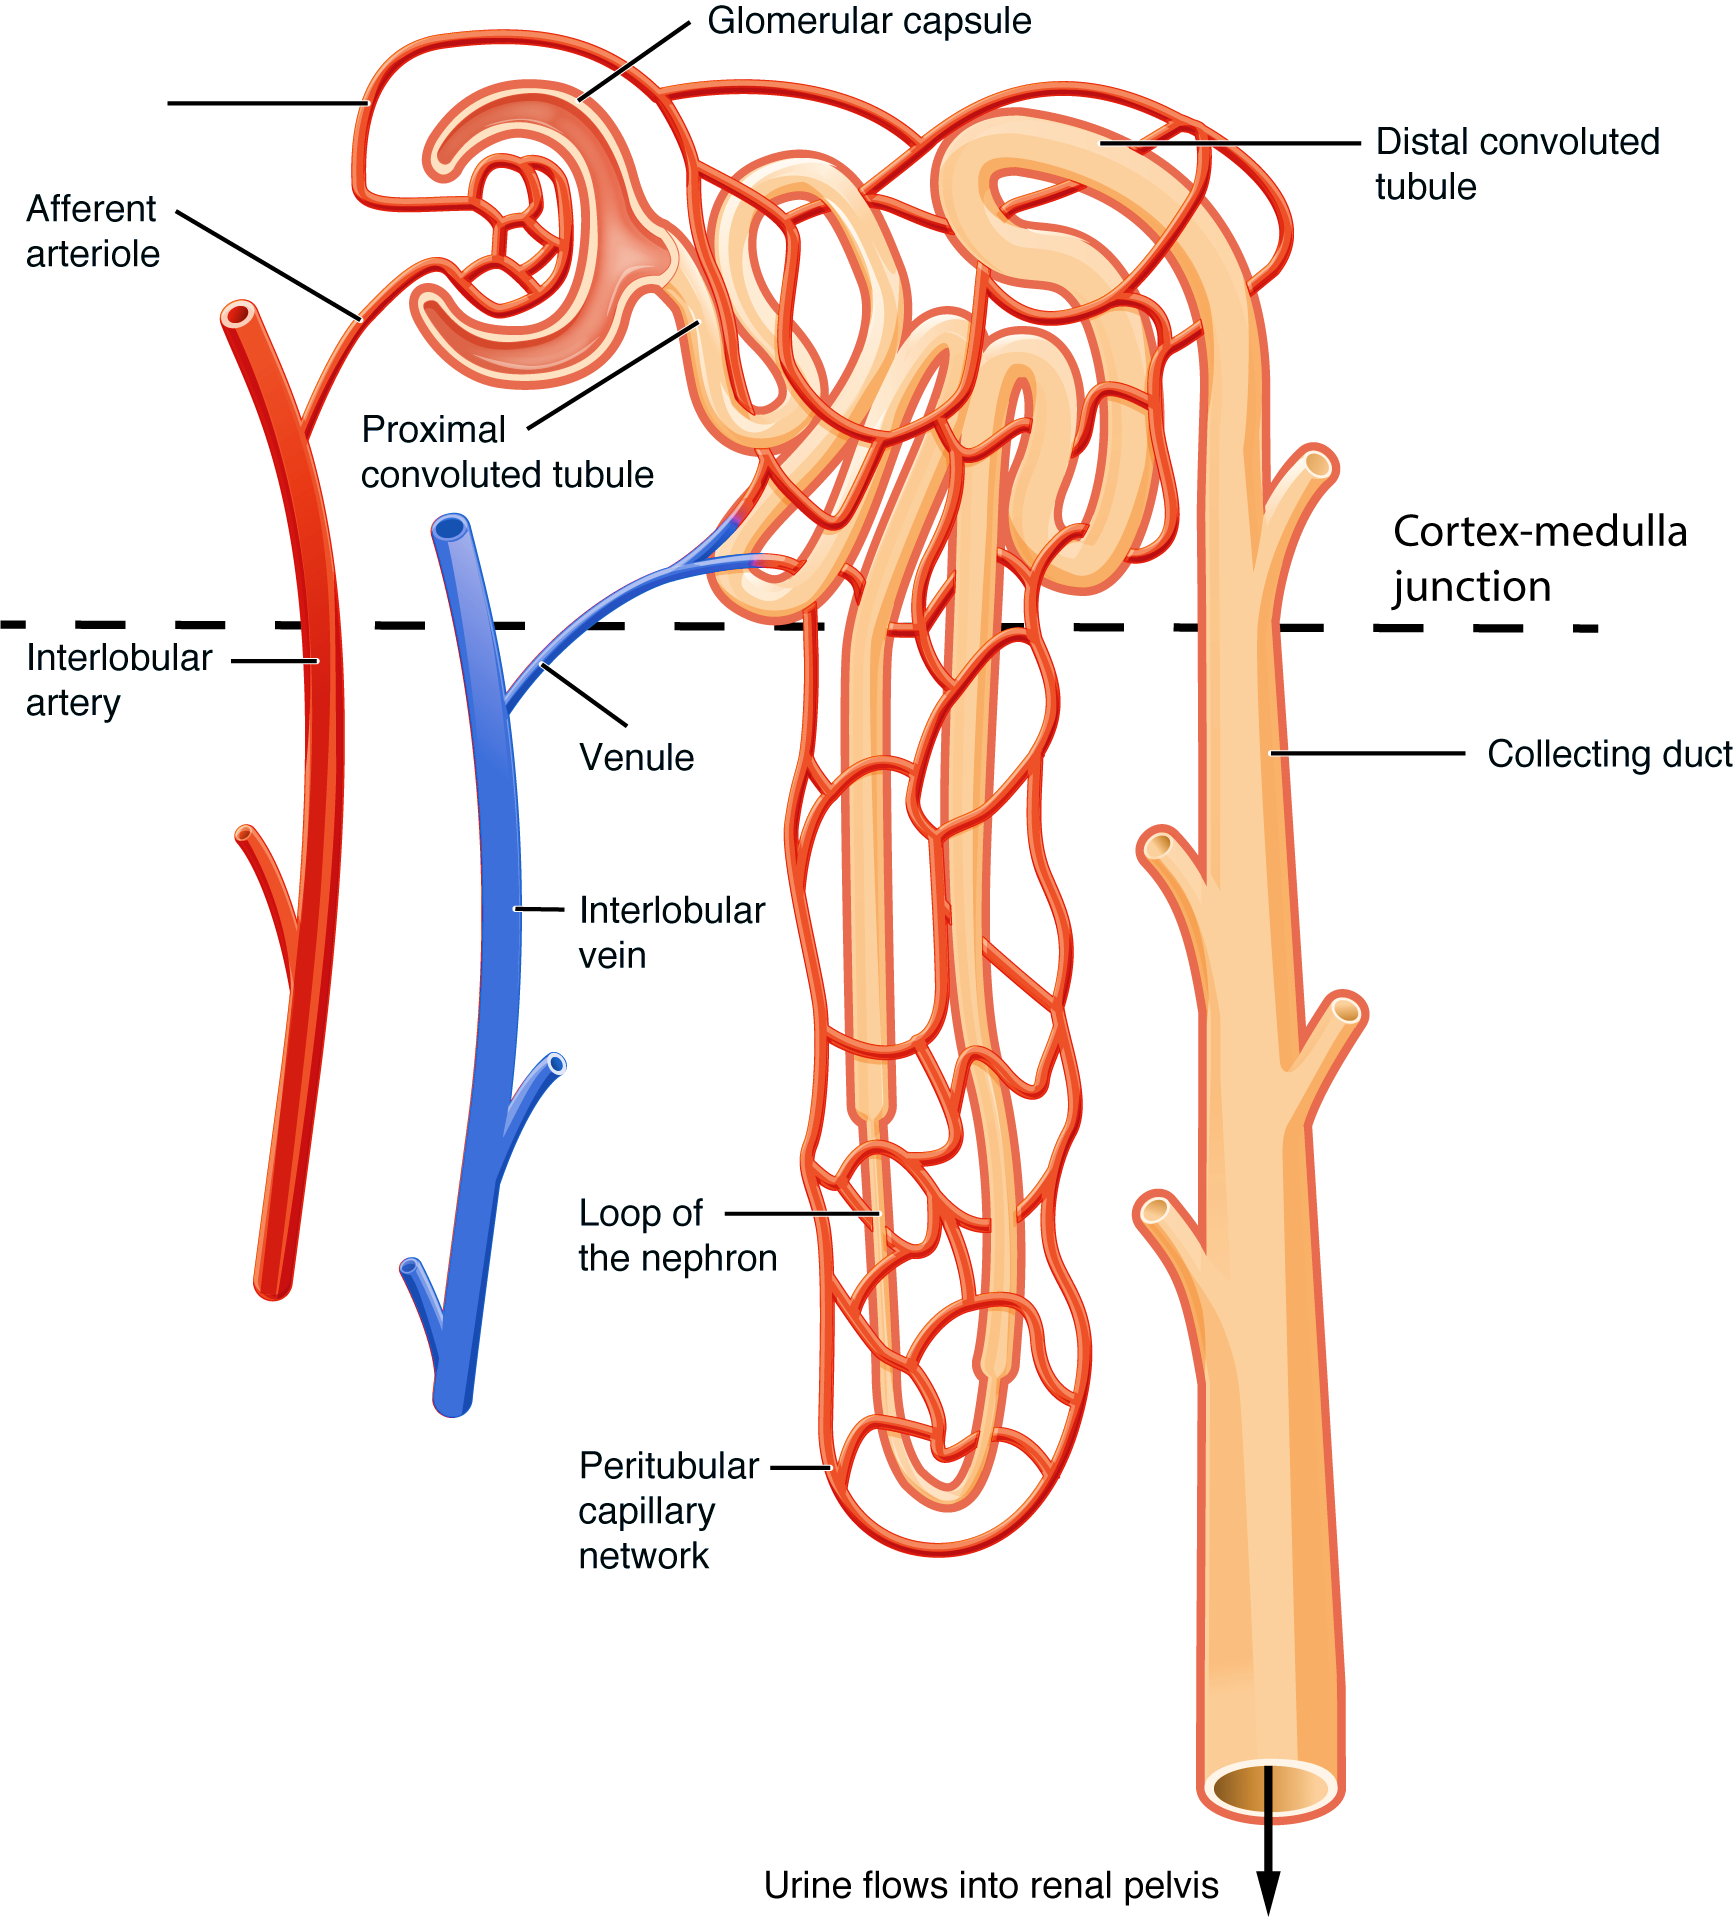 Glomerular capsule
Distal convoluted
tubule
Afferent
arteriole
Proximal
convoluted tubule
Cortex-medulla
junction
Interlobular
artery
Venule
Collecting duct
Interlobular
vein
Loop of
the nephron
Peritubular
capillary
network
Urine flows into renal pelvis